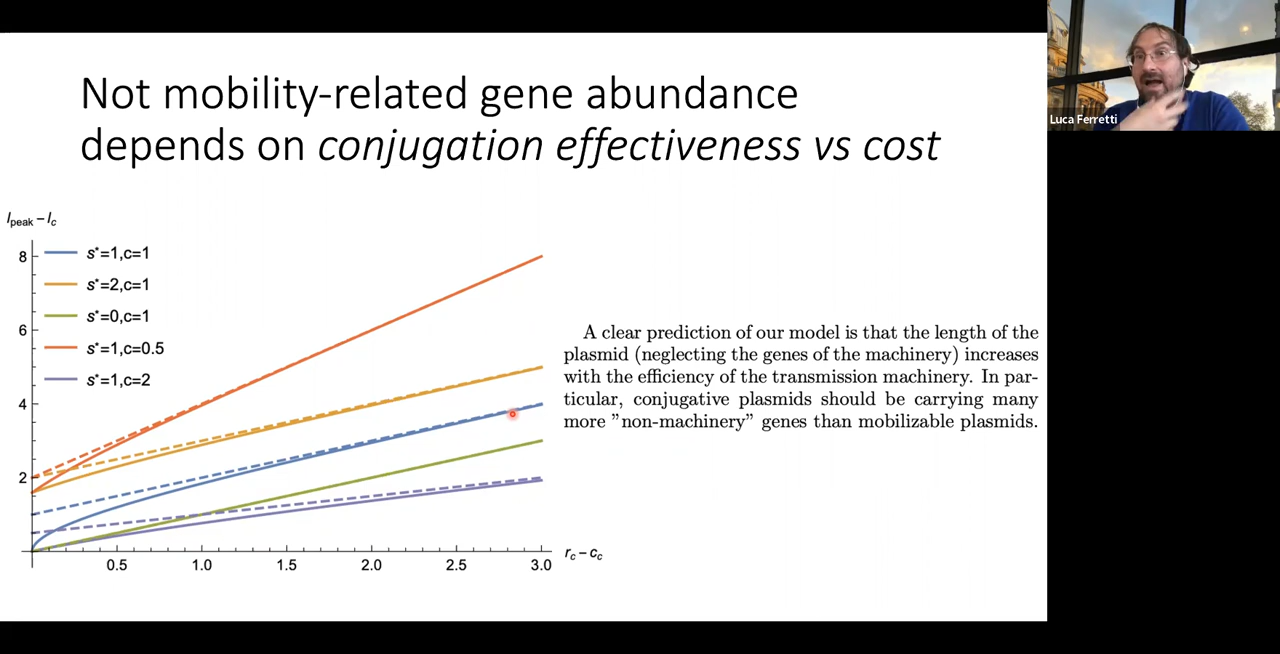 Not mobility-related gene abundance
depends on conjugation effectiveness vs cost
Luca Ferretti
lpeak – lc
8
6
4
2
s*=1,c=1
s*=2,c=1
s*=0,c=1
s*=1,c=0.5
s*=1,c=2
0.5 1.0 1.5 2.0 2.5 3.0
rc – cc
A clear prediction of our model is that the length of the
plasmid (neglecting the genes of the machinery) increases
with the efficiency of the transmission machinery. In par-
ticular, conjugative plasmids should be carrying many
more ”non-machinery” genes than mobilizable plasmids.